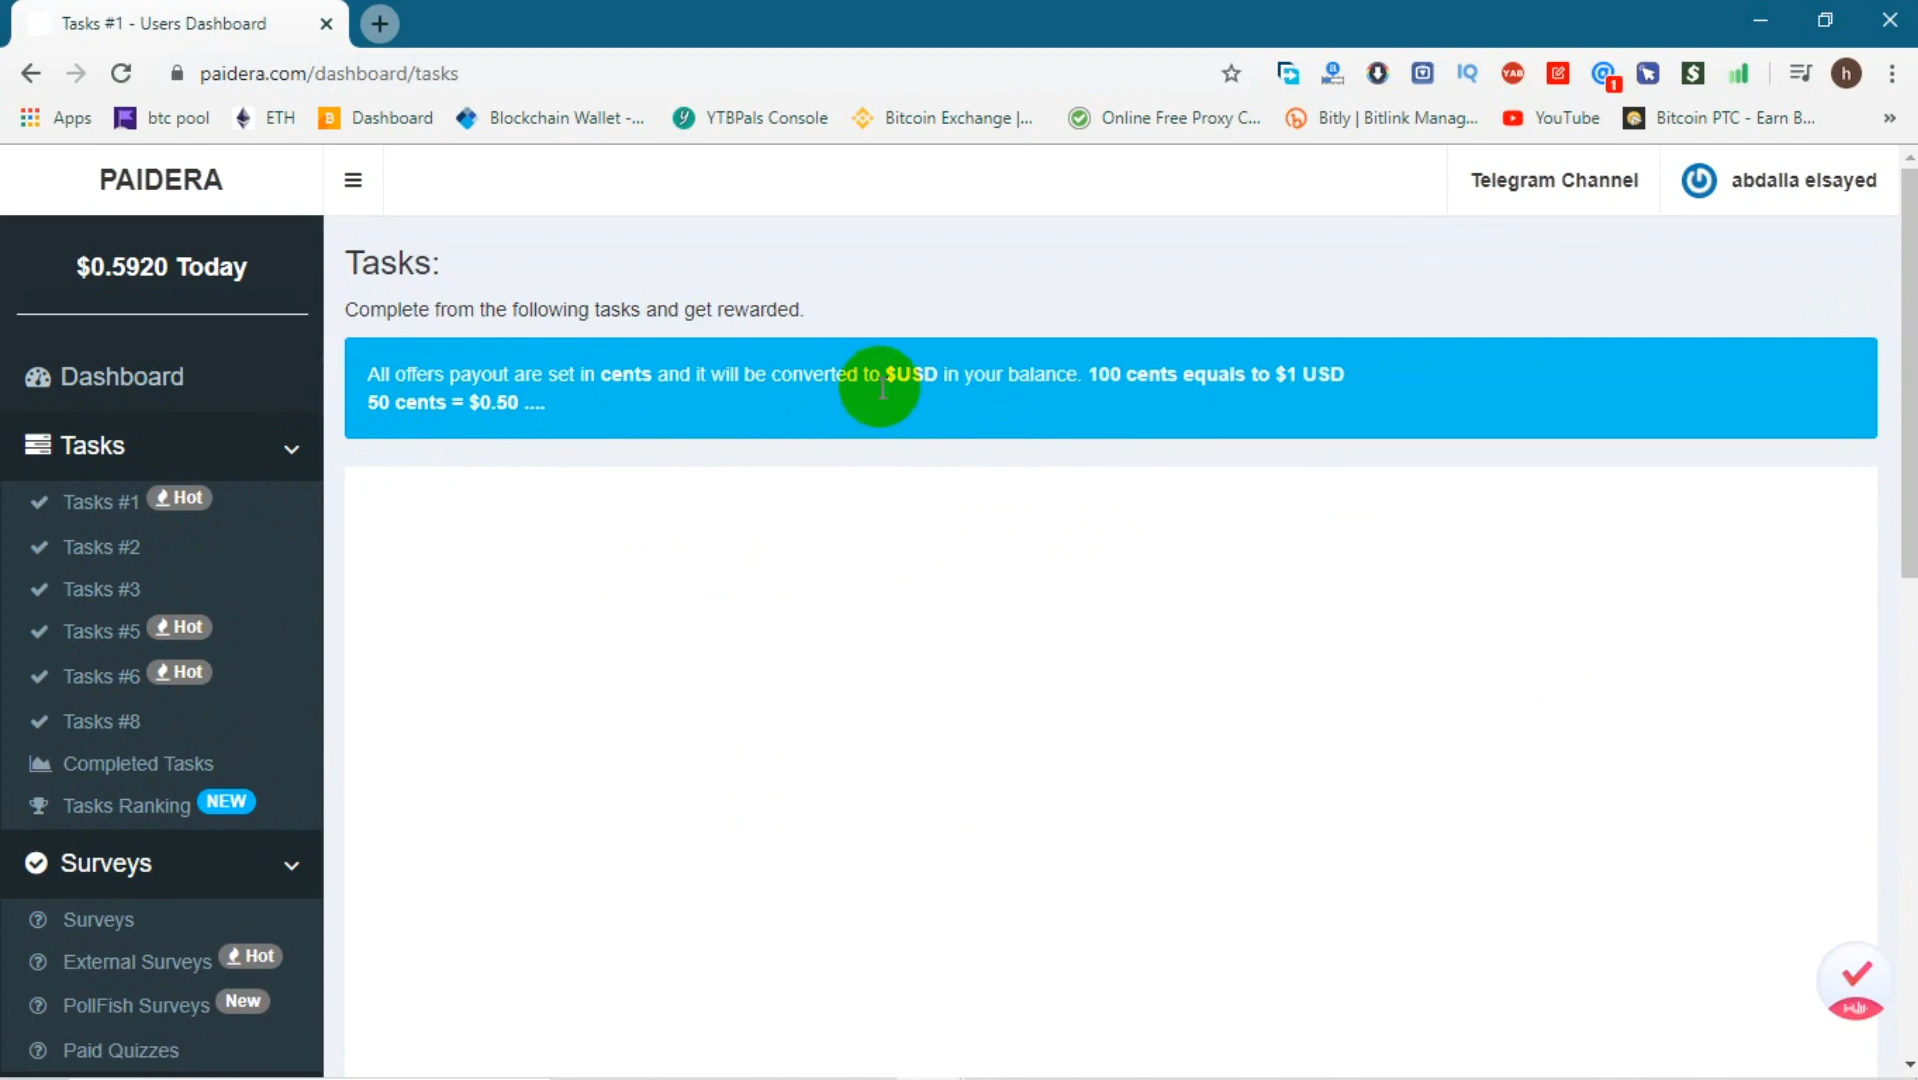 Tasks #1 - Users Dashboard
paidera.com/dashboard/tasks
IQ
YAB
1
h
Apps
btc pool
ETH
Dashboard
Blockchain Wallet -...
YTBPals Console
Bitcoin Exchange |...
Online Free Proxy C...
Bitly | Bitlink Manag...
YouTube
Bitcoin PTC - Earn B...
PAIDERA
Telegram Channel
abdalla elsayed
$0.5920 Today
Dashboard
Tasks
Tasks #1 Hot
Tasks #2
Tasks #3
Tasks #5 Hot
Tasks #6 Hot
Tasks #8
Completed Tasks
Tasks Ranking NEW
Surveys
Surveys
External Surveys Hot
PollFish Surveys New
Paid Quizzes
Tasks:
Complete from the following tasks and get rewarded.
All offers payout are set in cents and it will be converted to $USD in your balance. 100 cents equals to $1 USD
50 cents = $0.50 ....